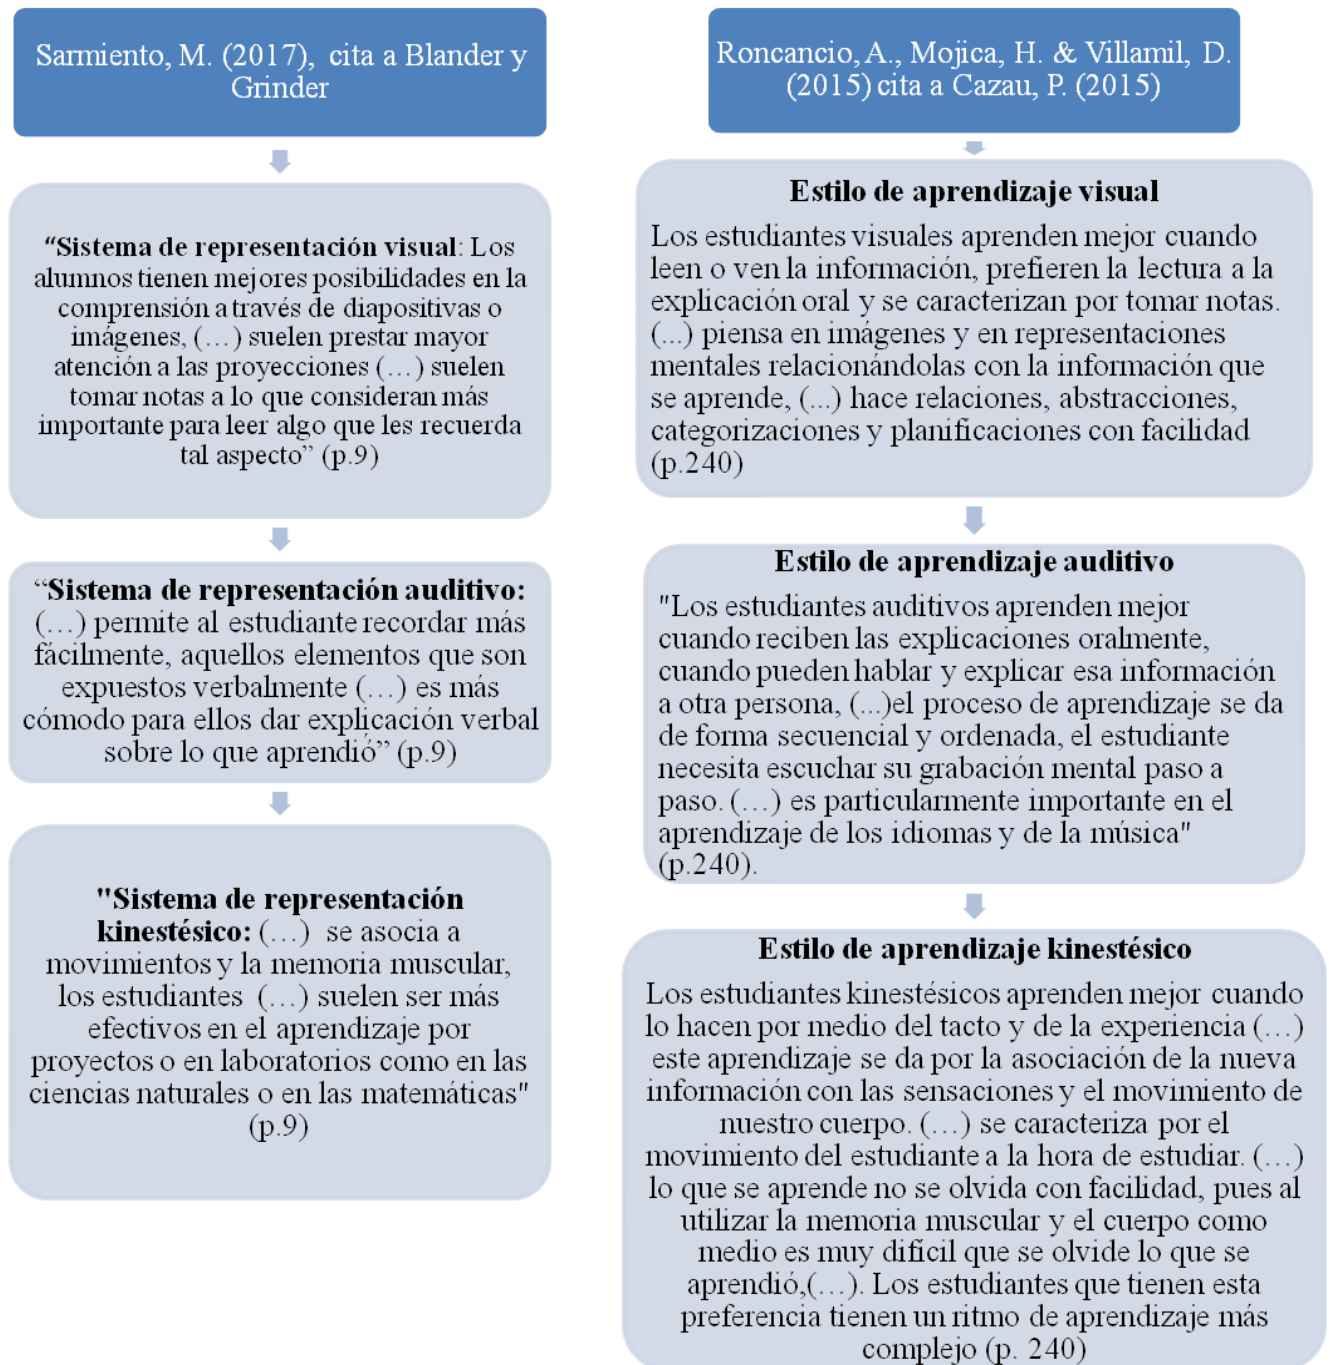 Sarmiento, M. (2017), cita a Blander y
Grinder
“Sistema de representación visual: Los
alumnos tienen mejores posibilidades en la
comprensión a través de diapositivas o
imágenes, (…) suelen prestar mayor
atención a las proyecciones (…) suelen
tomar notas a lo que consideran más
importante para leer algo que les recuerda
tal aspecto” (p.9)
“Sistema de representación auditivo:
(…) permite al estudiante recordar más
fácilmente, aquellos elementos que son
expuestos verbalmente (…) es más
cómodo para ellos dar explicación verbal
sobre lo que aprendió” (p.9)
"Sistema de representación
kinestésico: (…) se asocia a
movimientos y la memoria muscular,
los estudiantes (…) suelen ser más
efectivos en el aprendizaje por
proyectos o en laboratorios como en las
ciencias naturales o en las matemáticas"
(p.9)
Roncancio, A., Mojica, H. & Villamil, D.
(2015) cita a Cazau, P. (2015)
Estilo de aprendizaje visual
Los estudiantes visuales aprenden mejor cuando
leen o ven la información, prefieren la lectura a la
explicación oral y se caracterizan por tomar notas.
(...) piensa en imágenes y en representaciones
mentales relacionándolas con la información que
se aprende, (...) hace relaciones, abstracciones,
categorizaciones y planificaciones con facilidad
(p.240)
Estilo de aprendizaje auditivo
"Los estudiantes auditivos aprenden mejor
cuando reciben las explicaciones oralmente,
cuando pueden hablar y explicar esa información
a otra persona, (...)el proceso de aprendizaje se da
de forma secuencial y ordenada, el estudiante
necesita escuchar su grabación mental paso a
paso. (…) es particularmente importante en el
aprendizaje de los idiomas y de la música"
(p.240).
Estilo de aprendizaje kinestésico
Los estudiantes kinestésicos aprenden mejor cuando
lo hacen por medio del tacto y de la experiencia (…)
este aprendizaje se da por la asociación de la nueva
información con las sensaciones y el movimiento de
nuestro cuerpo. (…) se caracteriza por el
movimiento del estudiante a la hora de estudiar. (…)
lo que se aprende no se olvida con facilidad, pues al
utilizar la memoria muscular y el cuerpo como
medio es muy difícil que se olvide lo que se
aprendió,(…). Los estudiantes que tienen esta
preferencia tienen un ritmo de aprendizaje más
complejo (p. 240)